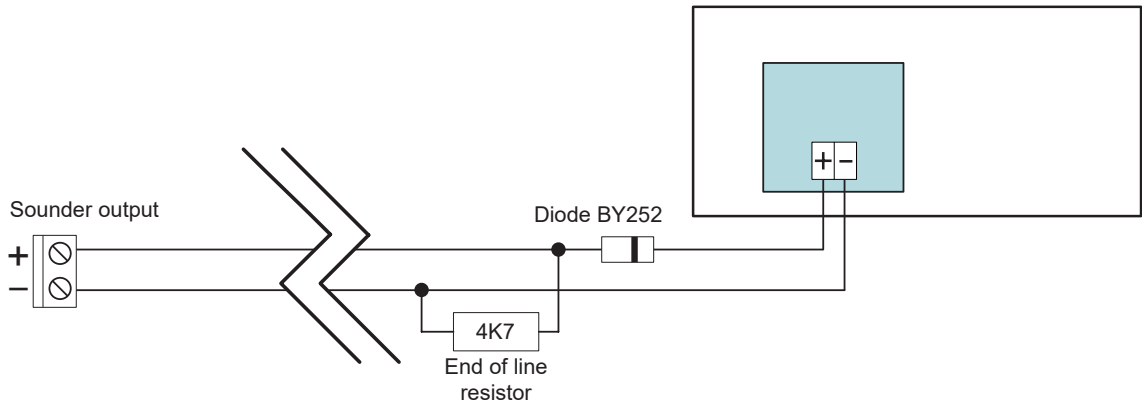 Sounder output
+
−
Diode BY252
+ −
4K7
End of line
resistor